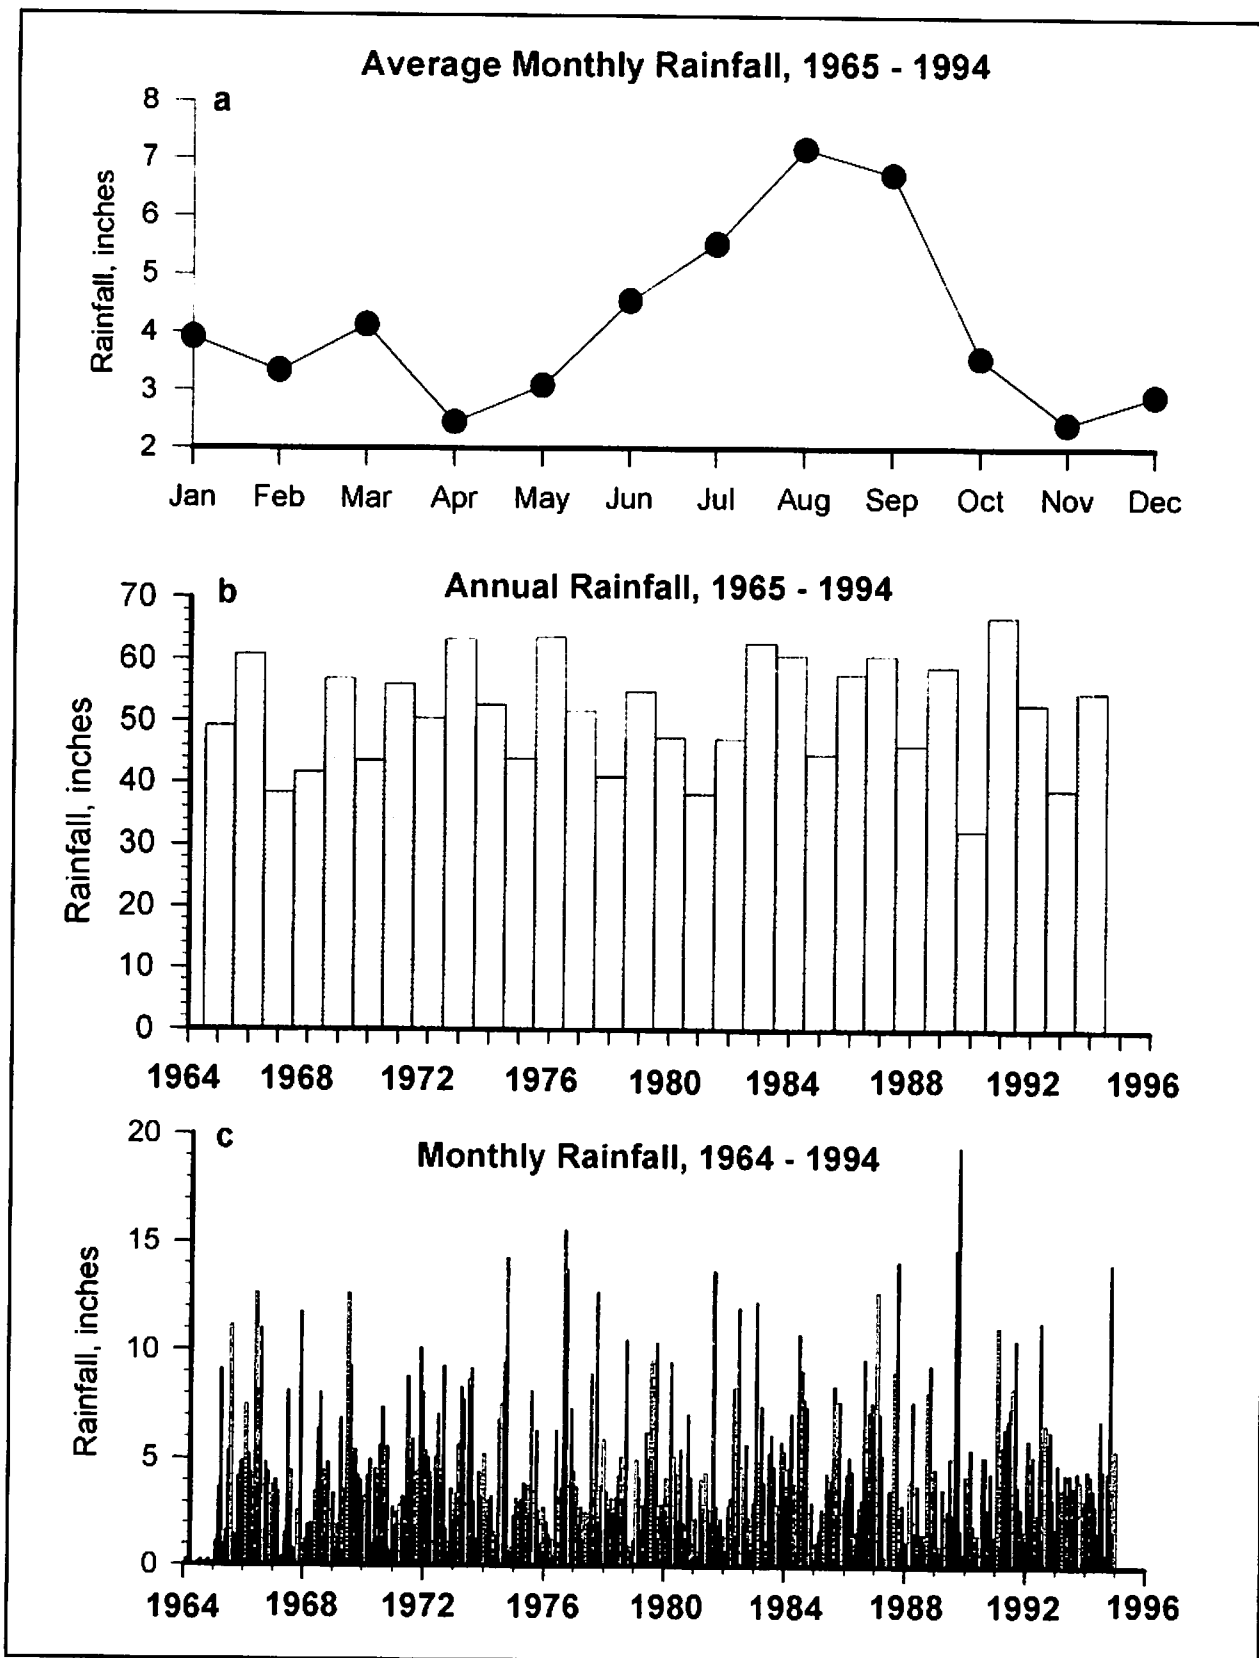 Average Monthly Rainfall, 1965 - 1994
a
8
7
6
5
4
3
2
Rainfall, inches
Jan Feb Mar Apr May Jun Jul Aug Sep Oct Nov Dec
Annual Rainfall, 1965 - 1994
b
70
60
50
40
30
20
10
0
Rainfall, inches
1964 1968 1972 1976 1980 1984 1988 1992 1996
Monthly Rainfall, 1964 - 1994
c
20
15
10
5
0
Rainfall, inches
1964 1968 1972 1976 1980 1984 1988 1992 1996